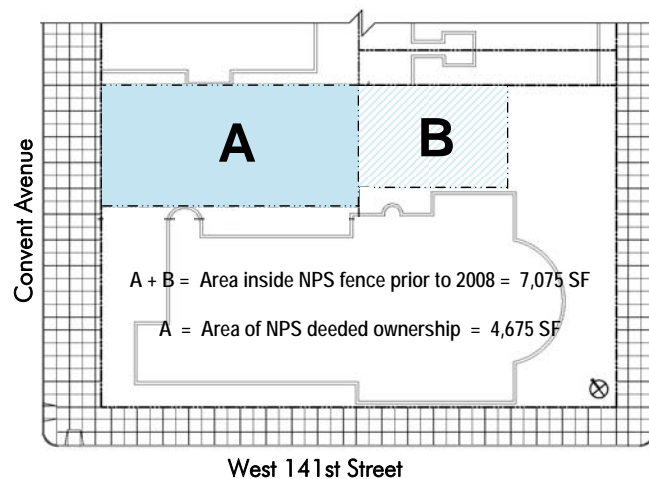 A
B
Convent Avenue
A + B = Area inside NPS fence prior to 2008 = 7,075 SF
A = Area of NPS deeded ownership = 4,675 SF
West 141st Street